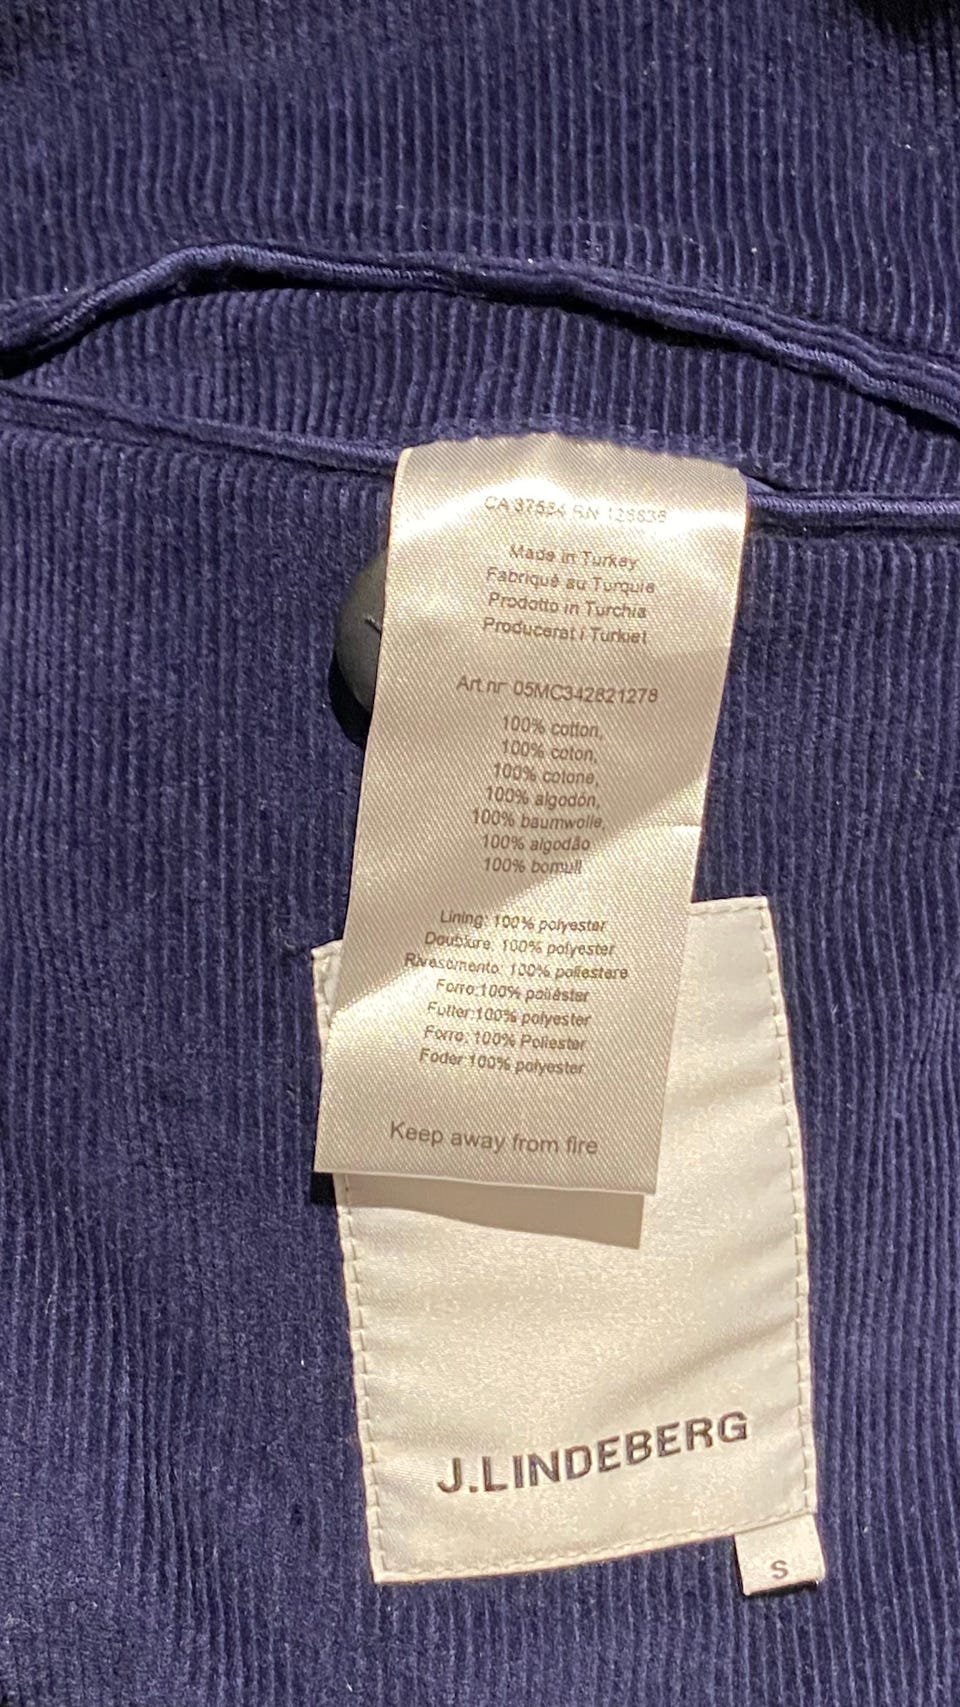 CA 37554 RN 128636
Made in Turkey
Fabriqué au Turquie
Prodotto in Turchia
Producerat i Turkiet
Art.nr 05MC342821278
100% cotton,
100% coton,
100% cotone,
100% algodón,
100% baumwolle,
100% algodão
100% bomull
Lining: 100% polyester
Doublure: 100% polyester
Rivestimento: 100% poliestere
Forro:100% poliéster
Futter:100% polyester
Forro: 100% Poliester
Foder:100% polyester
Keep away from fire
J.LINDEBERG
S